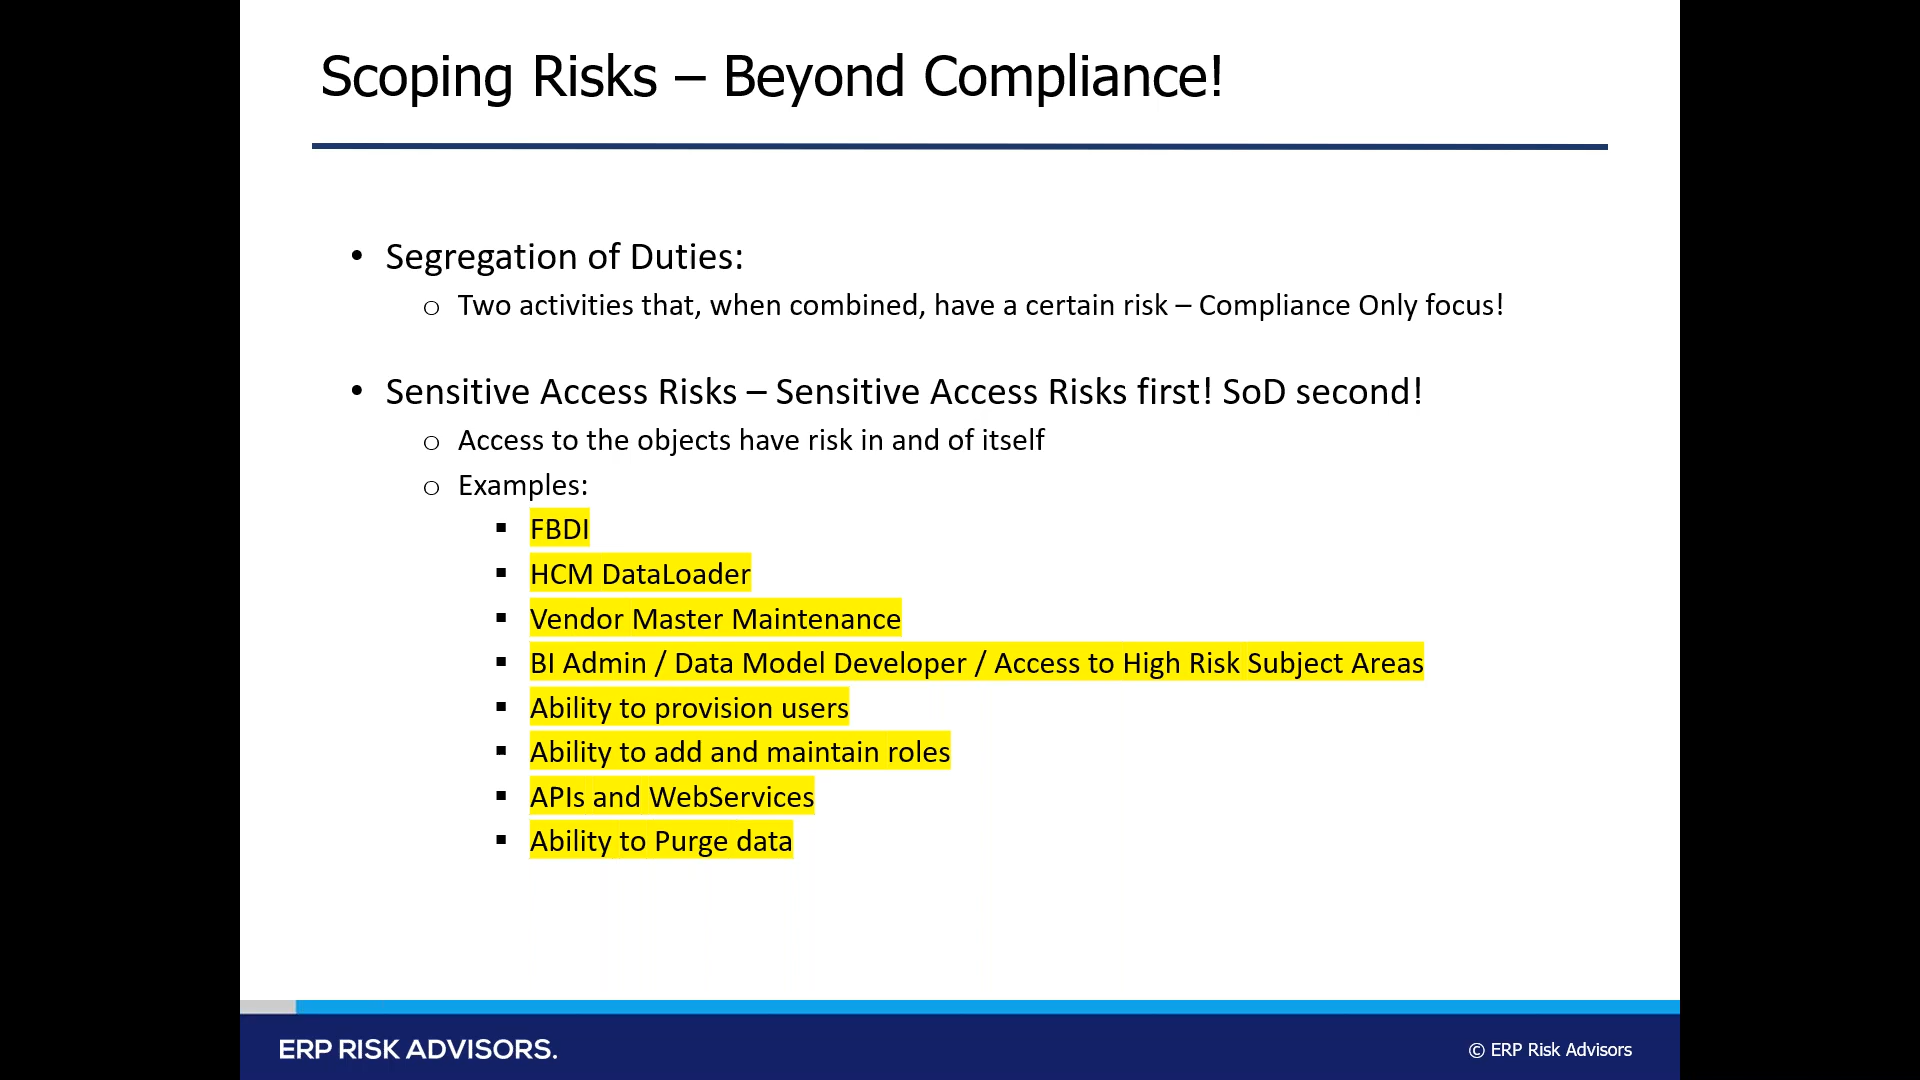 Scoping Risks – Beyond Compliance!
• Segregation of Duties:
o Two activities that, when combined, have a certain risk – Compliance Only focus!
• Sensitive Access Risks – Sensitive Access Risks first! SoD second!
o Access to the objects have risk in and of itself
o Examples:
▪ FBDI
▪ HCM DataLoader
▪ Vendor Master Maintenance
▪ BI Admin / Data Model Developer / Access to High Risk Subject Areas
▪ Ability to provision users
▪ Ability to add and maintain roles
▪ APIs and WebServices
▪ Ability to Purge data
ERP RISK ADVISORS.
© ERP Risk Advisors